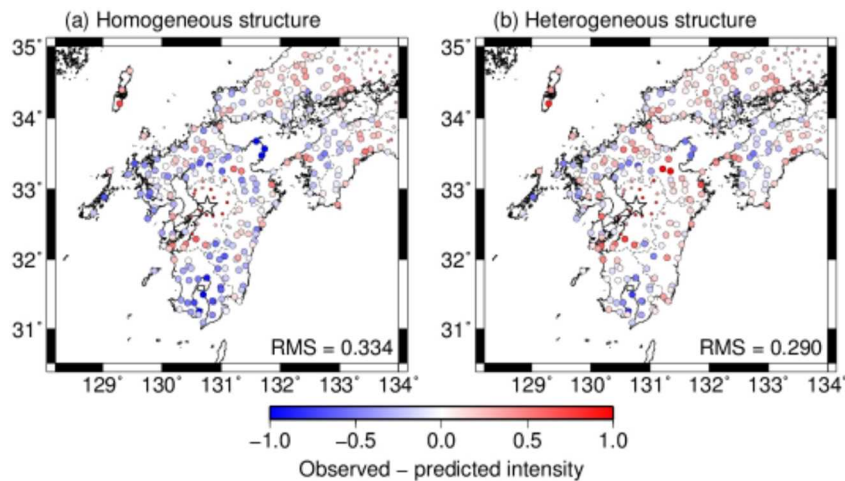 (a) Homogeneous structure
(b) Heterogeneous structure
35°
34°
33°
32°
31°
RMS = 0.334
129° 130° 131° 132° 133° 134°
35°
34°
33°
32°
31°
RMS = 0.290
129° 130° 131° 132° 133° 134°
−1.0 −0.5 0.0 0.5 1.0
Observed − predicted intensity